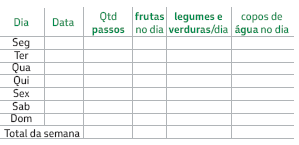 Dia Data Qtd passos frutas no dia legumes e verduras/dia copos de água no dia
Seg
Ter
Qua
Qui
Sex
Sab
Dom
Total da semana